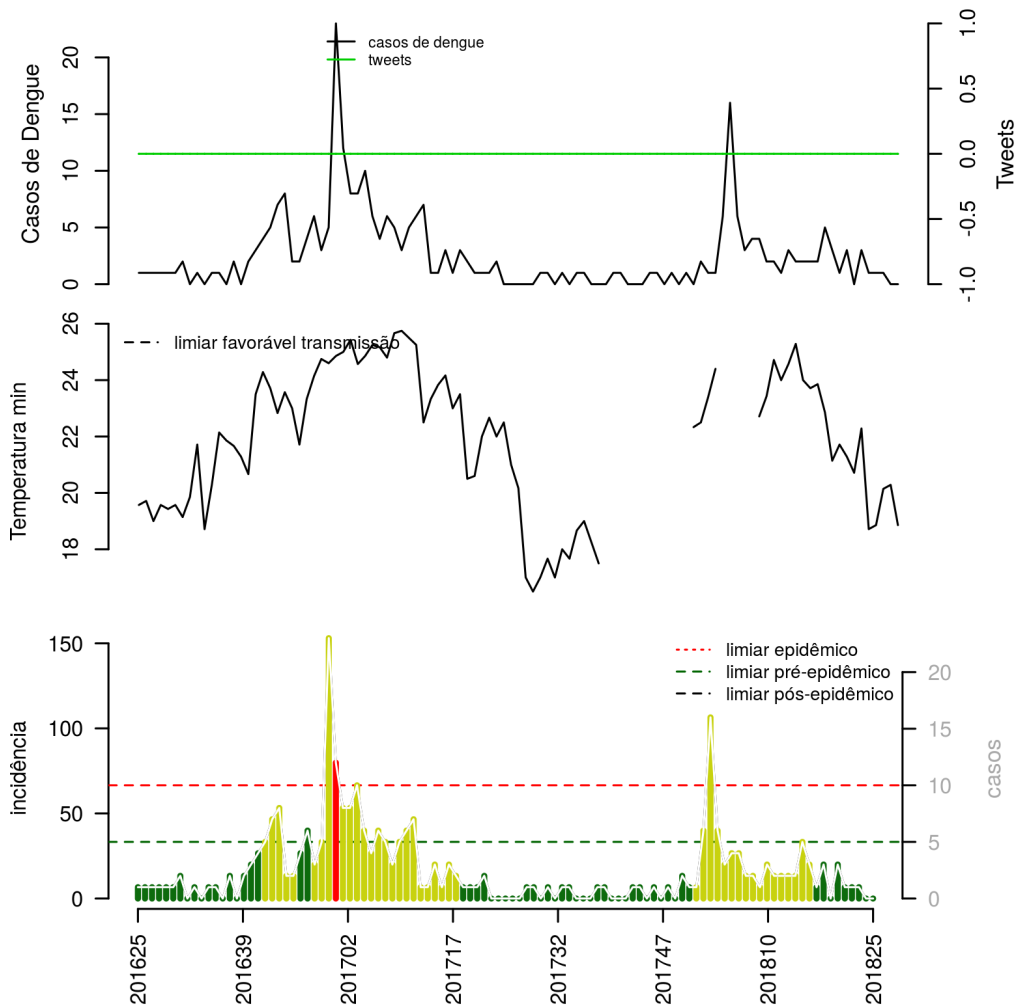 casos de dengue
tweets
Casos de Dengue
0
5
10
15
20
Tweets
-1.0
-0.5
0.0
0.5
1.0
limiar favorável transmissão
Temperatura min
18
20
22
24
26
limiar epidêmico
limiar pré-epidêmico
limiar pós-epidêmico
incidência
0
50
100
150
casos
0
5
10
15
20
201625
201639
201702
201717
201732
201747
201810
201825